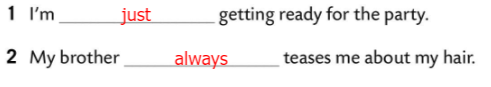 1 I'm just getting ready for the party.
2 My brother always teases me about my hair.